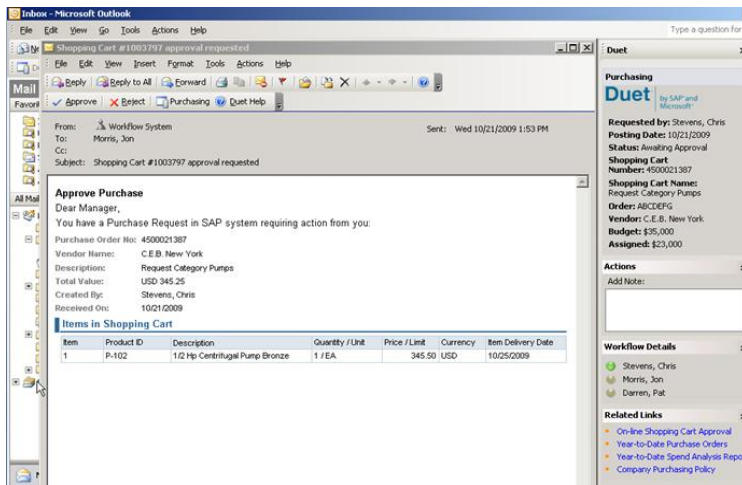 Inbox - Microsoft Outlook
File Edit View Go Tools Actions Help
Type a question for
Shopping Cart #1003797 approval requested
File Edit View Insert Format Tools Actions Help
Reply Reply to All Forward
Approve Reject Purchasing Duet Help
Mail
Favori
All Mail
From: Workflow System
Sent: Wed 10/21/2009 1:53 PM
To: Morris, Jon
Cc:
Subject: Shopping Cart #1003797 approval requested
Approve Purchase
Dear Manager,
You have a Purchase Request in SAP system requiring action from you:
Purchase Order No: 4500021387
Vendor Name: C.E.B. New York
Description: Request Category Pumps
Total Value: USD 345.25
Created By: Stevens, Chris
Received On: 10/21/2009
Items in Shopping Cart
Item Product ID Description Quantity / Unit Price / Limit Currency Item Delivery Date
1 P-102 1/2 Hp Centrifugal Pump Bronze 1 / EA 345.50 USD 10/25/2009
Duet
Purchasing
Duet by SAP and
Microsoft
Requested by: Stevens, Chris
Posting Date: 10/21/2009
Status: Awaiting Approval
Shopping Cart
Number: 4500021387
Shopping Cart Name:
Request Category Pumps
Order: ABCDEFG
Vendor: C.E.B. New York
Budget: $35,000
Assigned: $23,000
Actions
Add Note:
Workflow Details
Stevens, Chris
Morris, Jon
Darren, Pat
Related Links
On-line Shopping Cart Approval
Year-to-Date Purchase Orders
Year-to-Date Spend Analysis Repo
Company Purchasing Policy